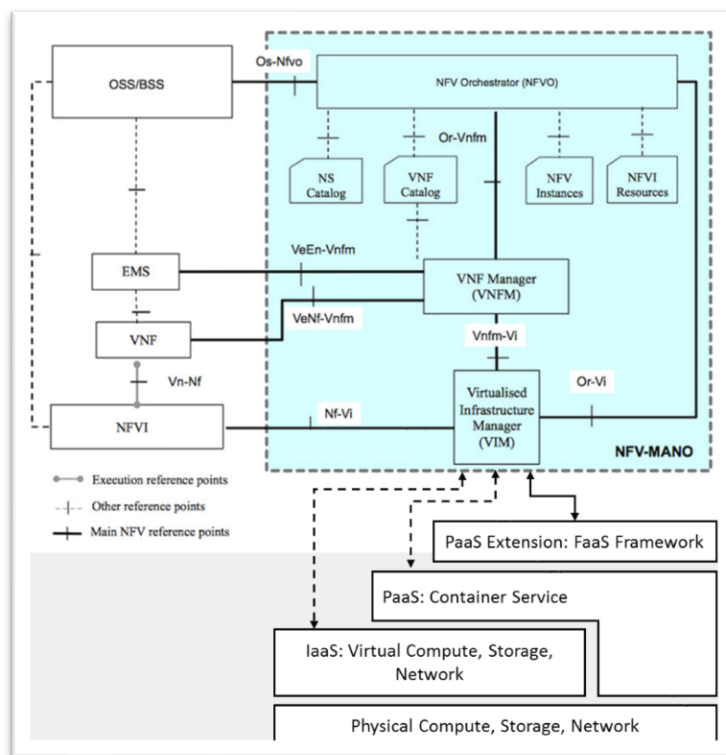 Os-Nfvo
OSS/BSS
NFV Orchestrator (NFVO)
Or-Vnfm
NS
Catalog
VNF
Catalog
NFV
Instances
NFVI
Resources
VeEn-Vnfm
EMS
VNF Manager
(VNFM)
VeNf-Vnfm
VNF
Vnfm-Vi
Vn-Nf
Or-Vi
Virtualised
Infrastructure
Manager
(VIM)
NFVI
Nf-Vi
NFV-MANO
Execution reference points
Other reference points
Main NFV reference points
PaaS Extension: FaaS Framework
PaaS: Container Service
IaaS: Virtual Compute, Storage,
Network
Physical Compute, Storage, Network